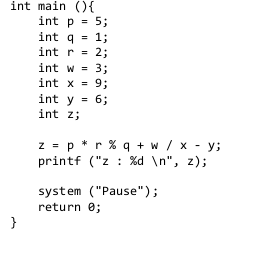 int main (){
int p = 5;
int q = 1;
int r = 2;
int w = 3;
int x = 9;
int y = 6;
int z;
z = p * r % q + w / x - y;
printf ("z : %d \n", z);
system ("Pause");
return 0;
}